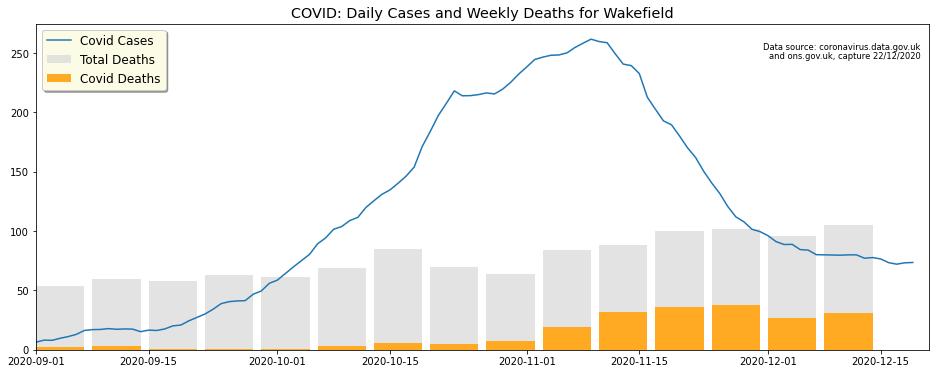 COVID: Daily Cases and Weekly Deaths for Wakefield
Covid Cases
Total Deaths
Covid Deaths
Data source: coronavirus.data.gov.uk
and ons.gov.uk, capture 22/12/2020
250
200
150
100
50
0
2020-09-01
2020-09-15
2020-10-01
2020-10-15
2020-11-01
2020-11-15
2020-12-01
2020-12-15